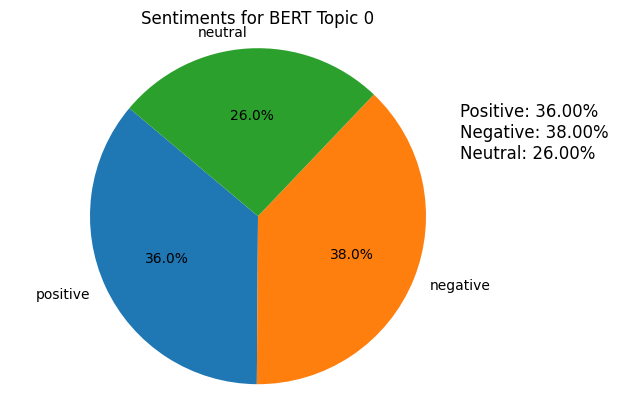 Sentiments for BERT Topic 0
neutral
26.0%
Positive: 36.00%
Negative: 38.00%
Neutral: 26.00%
36.0%
38.0%
positive
negative